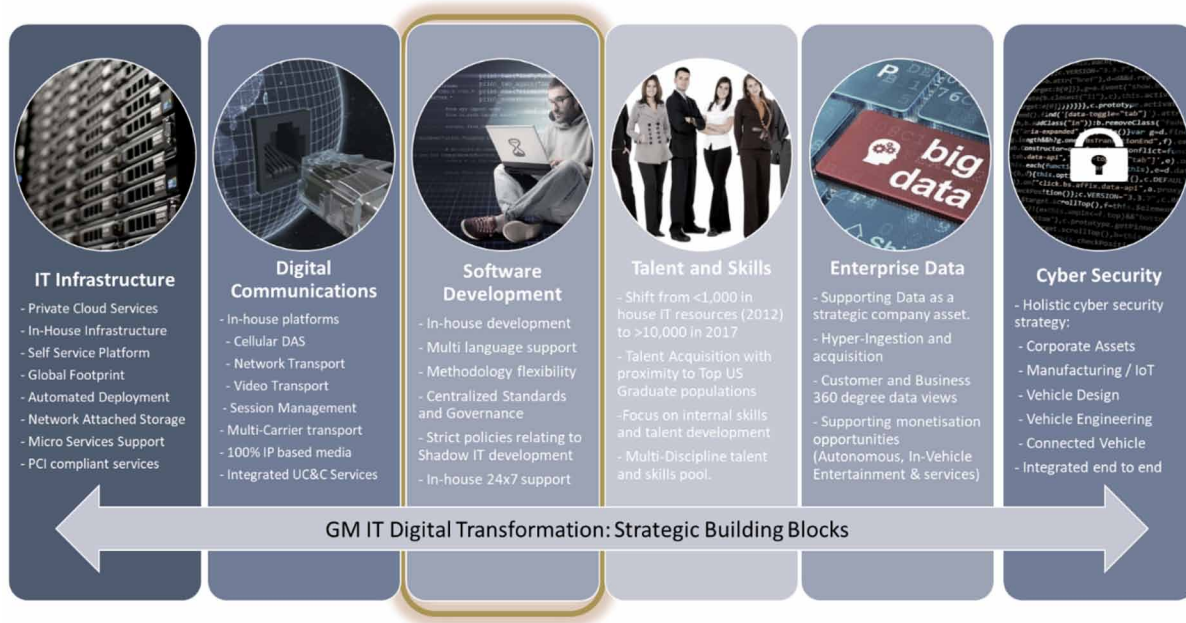 IT Infrastructure
- Private Cloud Services
- In-House Infrastructure
- Self Service Platform
- Global Footprint
- Automated Deployment
- Network Attached Storage
- Micro Services Support
- PCI compliant services
Digital
Communications
- In-house platforms
- Cellular DAS
- Network Transport
- Video Transport
- Session Management
- Multi-Carrier transport
- 100% IP based media
- Integrated UC&C Services
Software
Development
- In-house development
- Multi language support
- Methodology flexibility
- Centralized Standards
and Governance
- Strict policies relating to
Shadow IT development
- In-house 24x7 support
Talent and Skills
- Shift from <1,000 in
house IT resources (2012)
to >10,000 in 2017
- Talent Acquisition with
proximity to Top US
Graduate populations
-Focus on internal skills
and talent development
- Multi-Discipline talent
and skills pool.
big
data
Enterprise Data
- Supporting Data as a
strategic company asset.
- Hyper-Ingestion and
acquisition
- Customer and Business
360 degree data views
- Supporting monetisation
opportunities
(Autonomous, In-Vehicle
Entertainment & services)
Cyber Security
- Holistic cyber security
strategy:
- Corporate Assets
- Manufacturing / IoT
- Vehicle Design
- Vehicle Engineering
- Connected Vehicle
- Integrated end to end
GM IT Digital Transformation: Strategic Building Blocks